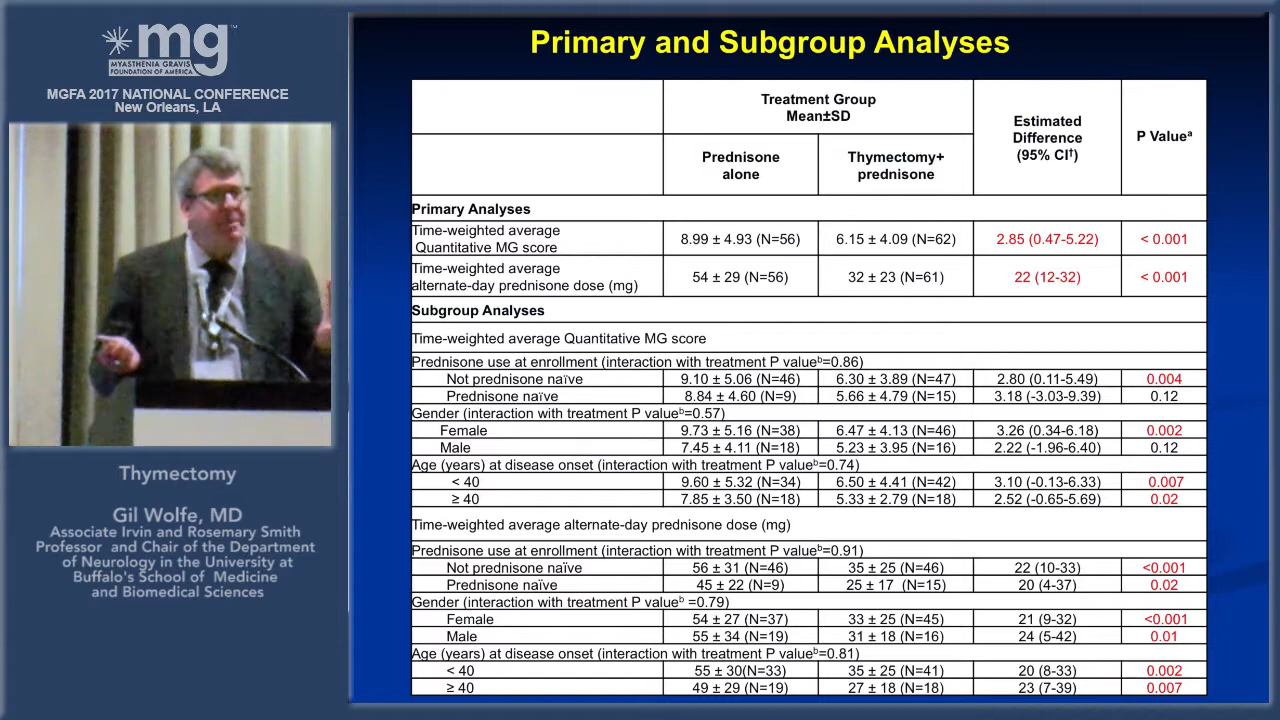 mg™
MYASTHENIA GRAVIS
FOUNDATION OF AMERICA
MGFA 2017 NATIONAL CONFERENCE
New Orleans, LA
Thymectomy
Gil Wolfe, MD
Associate Irvin and Rosemary Smith
Professor and Chair of the Department
of Neurology in the University at
Buffalo's School of Medicine
and Biomedical Sciences
Primary and Subgroup Analyses
Treatment Group
Mean±SD
Estimated
Difference
(95% CI†)
P Valueᵃ
Prednisone
alone
Thymectomy+
prednisone
Primary Analyses
Time-weighted average
Quantitative MG score
8.99 ± 4.93 (N=56) 6.15 ± 4.09 (N=62) 2.85 (0.47-5.22) < 0.001
Time-weighted average
alternate-day prednisone dose (mg)
54 ± 29 (N=56) 32 ± 23 (N=61) 22 (12-32) < 0.001
Subgroup Analyses
Time-weighted average Quantitative MG score
Prednisone use at enrollment (interaction with treatment P valueᵇ=0.86)
Not prednisone naïve 9.10 ± 5.06 (N=46) 6.30 ± 3.89 (N=47) 2.80 (0.11-5.49) 0.004
Prednisone naïve 8.84 ± 4.60 (N=9) 5.66 ± 4.79 (N=15) 3.18 (-3.03-9.39) 0.12
Gender (interaction with treatment P valueᵇ=0.57)
Female 9.73 ± 5.16 (N=38) 6.47 ± 4.13 (N=46) 3.26 (0.34-6.18) 0.002
Male 7.45 ± 4.11 (N=18) 5.23 ± 3.95 (N=16) 2.22 (-1.96-6.40) 0.12
Age (years) at disease onset (interaction with treatment P valueᵇ=0.74)
< 40 9.60 ± 5.32 (N=34) 6.50 ± 4.41 (N=42) 3.10 (-0.13-6.33) 0.007
≥ 40 7.85 ± 3.50 (N=18) 5.33 ± 2.79 (N=18) 2.52 (-0.65-5.69) 0.02
Time-weighted average alternate-day prednisone dose (mg)
Prednisone use at enrollment (interaction with treatment P valueᵇ=0.91)
Not prednisone naïve 56 ± 31 (N=46) 35 ± 25 (N=46) 22 (10-33) <0.001
Prednisone naïve 45 ± 22 (N=9) 25 ± 17 (N=15) 20 (4-37) 0.02
Gender (interaction with treatment P valueᵇ =0.79)
Female 54 ± 27 (N=37) 33 ± 25 (N=45) 21 (9-32) <0.001
Male 55 ± 34 (N=19) 31 ± 18 (N=16) 24 (5-42) 0.01
Age (years) at disease onset (interaction with treatment P valueᵇ=0.81)
< 40 55 ± 30(N=33) 35 ± 25 (N=41) 20 (8-33) 0.002
≥ 40 49 ± 29 (N=19) 27 ± 18 (N=18) 23 (7-39) 0.007